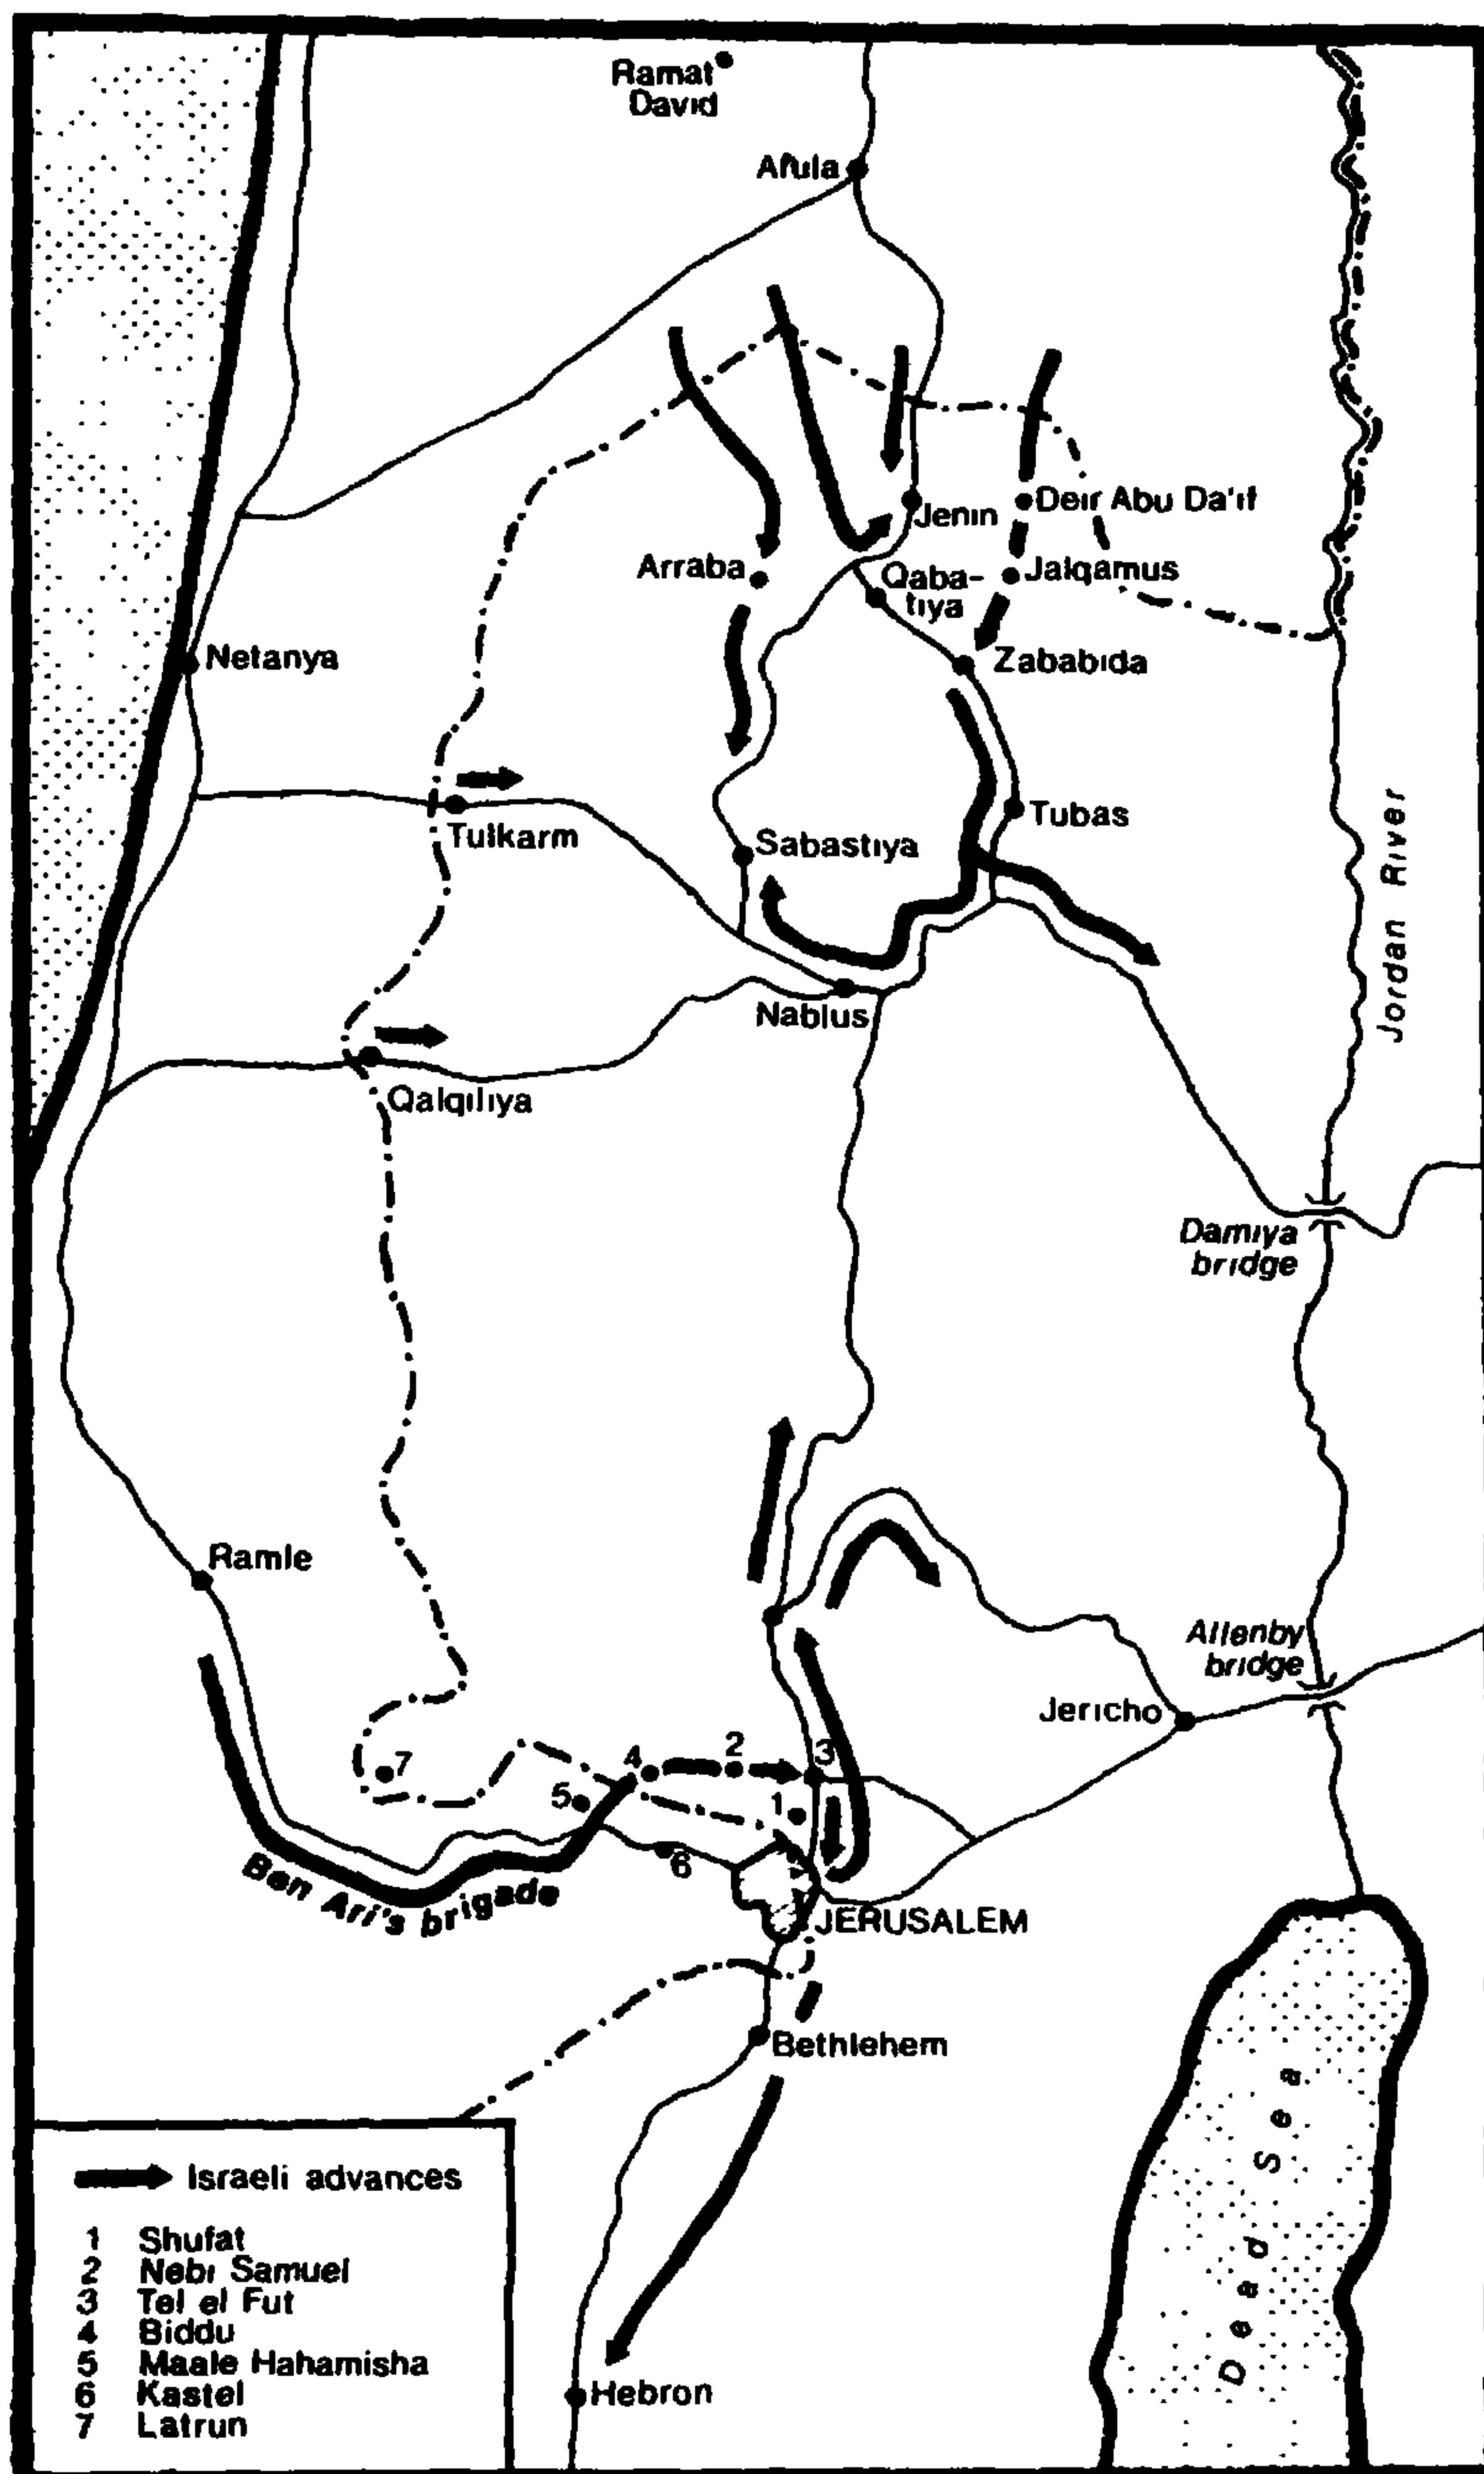 Ramat
David
Afula
Jenin
Deir Abu Da'if
Arraba
Qaba-
tiya
Jalqamus
Netanya
Zababida
Tulkarm
Tubas
Sabastiya
Jordan River
Nablus
Qalqiliya
Damiya
bridge
Ramle
Allenby
bridge
Jericho
7
4
2
3
5
1
6
Ben Ari's brigade
JERUSALEM
Bethlehem
Dead Sea
Israeli advances
1 Shufat
2 Nebi Samuel
3 Tel el Fut
4 Biddu
5 Maale Hahamisha
6 Kastel
7 Latrun
Hebron